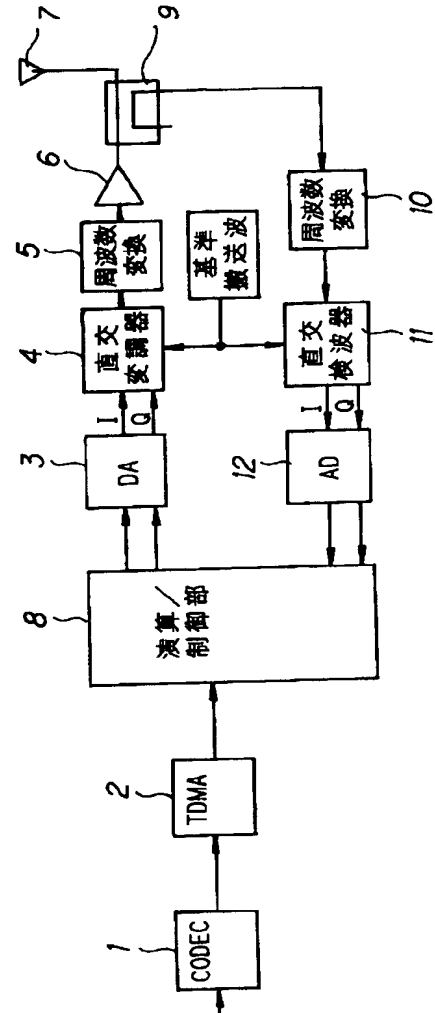 1
CODEC
2
TDMA
8
演算／
制御部
3
DA
I
Q
4
直交
変調器
5
周波数
変換
6
7
9
基準
搬送波
10
周波数
変換
11
直交
検波器
I
Q
12
AD